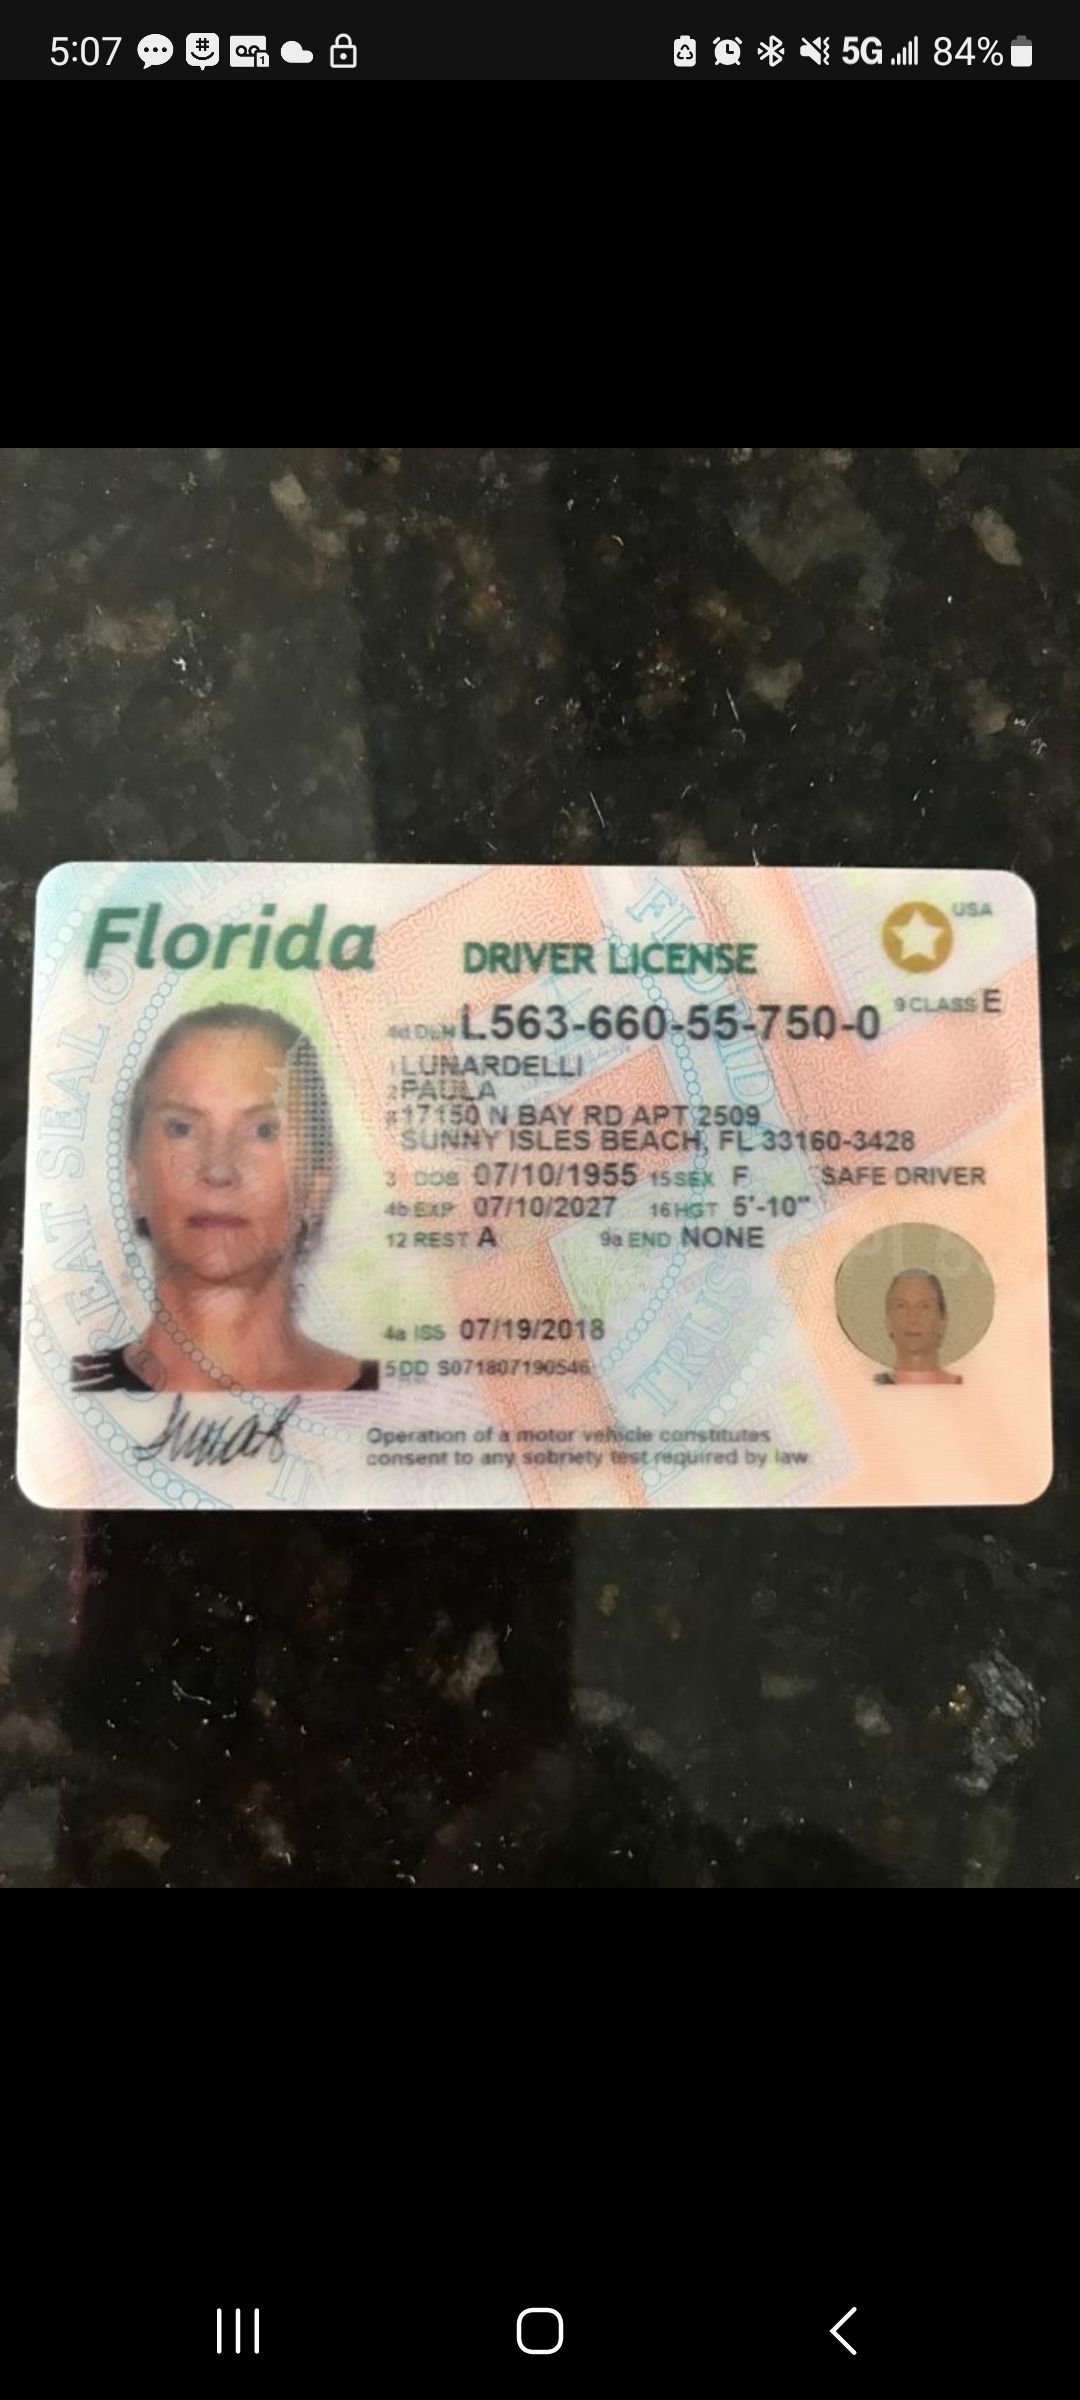 5:07 84%
5G
Florida
DRIVER LICENSE
USA
9 CLASS E
4d DLN L563-660-55-750-0
1 LUNARDELLI
2 PAULA
8 17150 N BAY RD APT 2509
SUNNY ISLES BEACH, FL 33160-3428
3 DOB 07/10/1955 15 SEX F SAFE DRIVER
4b EXP 07/10/2027 16 HGT 5'-10"
12 REST A 9a END NONE
4a ISS 07/19/2018
5 DD S071807190546
Operation of a motor vehicle constitutes
consent to any sobriety test required by law.
GREAT SEAL OF
FLORIDA
TRUST
IN GOD